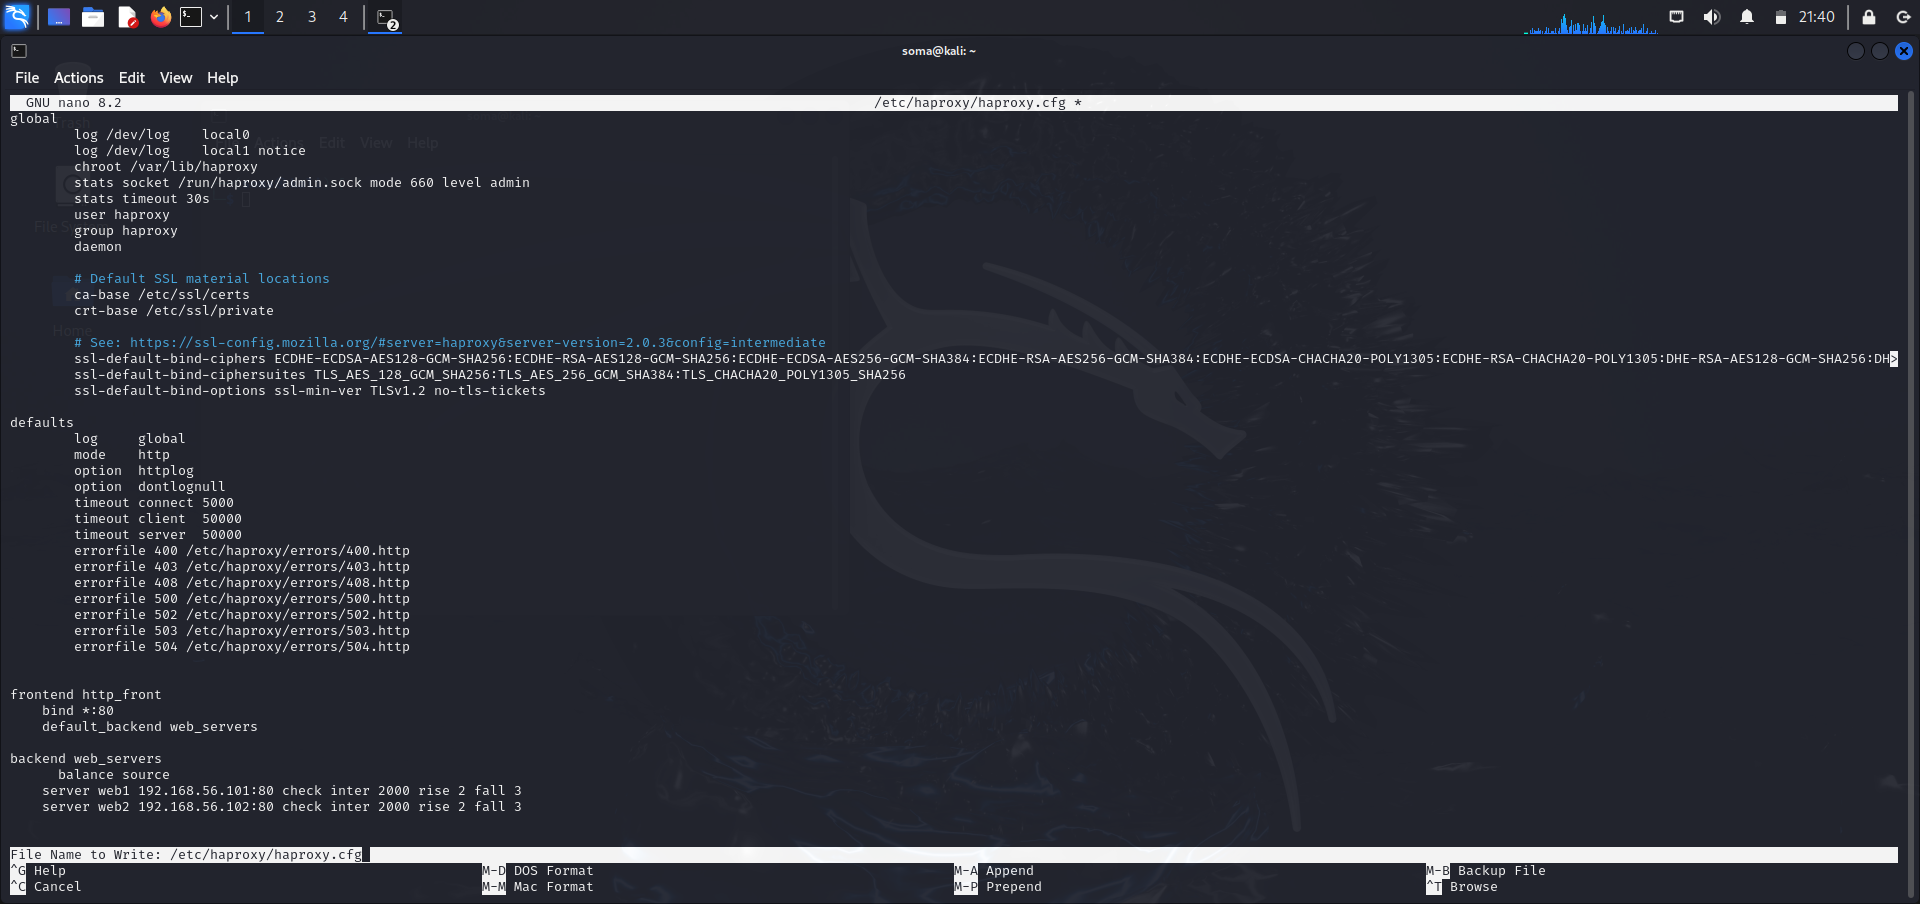 1 2 3 4 2 21:40
soma@kali: ~
File Actions Edit View Help
GNU nano 8.2 /etc/haproxy/haproxy.cfg *
global
log /dev/log local0
log /dev/log local1 notice
chroot /var/lib/haproxy
stats socket /run/haproxy/admin.sock mode 660 level admin
stats timeout 30s
user haproxy
group haproxy
daemon
# Default SSL material locations
ca-base /etc/ssl/certs
crt-base /etc/ssl/private
# See: https://ssl-config.mozilla.org/#server=haproxy&server-version=2.0.3&config=intermediate
ssl-default-bind-ciphers ECDHE-ECDSA-AES128-GCM-SHA256:ECDHE-RSA-AES128-GCM-SHA256:ECDHE-ECDSA-AES256-GCM-SHA384:ECDHE-RSA-AES256-GCM-SHA384:ECDHE-ECDSA-CHACHA20-POLY1305:ECDHE-RSA-CHACHA20-POLY1305:DHE-RSA-AES128-GCM-SHA256:DH>
ssl-default-bind-ciphersuites TLS_AES_128_GCM_SHA256:TLS_AES_256_GCM_SHA384:TLS_CHACHA20_POLY1305_SHA256
ssl-default-bind-options ssl-min-ver TLSv1.2 no-tls-tickets
defaults
log global
mode http
option httplog
option dontlognull
timeout connect 5000
timeout client 50000
timeout server 50000
errorfile 400 /etc/haproxy/errors/400.http
errorfile 403 /etc/haproxy/errors/403.http
errorfile 408 /etc/haproxy/errors/408.http
errorfile 500 /etc/haproxy/errors/500.http
errorfile 502 /etc/haproxy/errors/502.http
errorfile 503 /etc/haproxy/errors/503.http
errorfile 504 /etc/haproxy/errors/504.http
frontend http_front
bind *:80
default_backend web_servers
backend web_servers
balance source
server web1 192.168.56.101:80 check inter 2000 rise 2 fall 3
server web2 192.168.56.102:80 check inter 2000 rise 2 fall 3
File Name to Write: /etc/haproxy/haproxy.cfg
^G Help M-D DOS Format M-A Append M-B Backup File
^C Cancel M-M Mac Format M-P Prepend ^T Browse